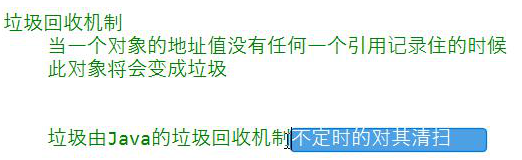 垃圾回收机制
当一个对象的地址值没有任何一个引用记录住的时候
此对象将会变成垃圾
垃圾由Java的垃圾回收机制不定时的对其清扫